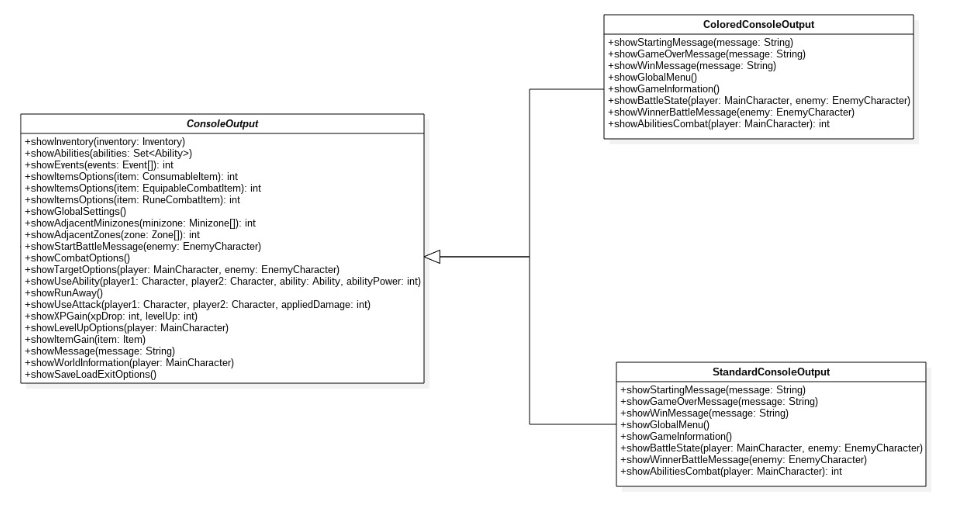 ColoredConsoleOutput
+showStartingMessage(message: String)
+showGameOverMessage(message: String)
+showWinMessage(message: String)
+showGlobalMenu()
+showGameInformation()
+showBattleState(player: MainCharacter, enemy: EnemyCharacter)
+showWinnerBattleMessage(enemy: EnemyCharacter)
+showAbilitiesCombat(player: MainCharacter): int
ConsoleOutput
+showInventory(inventory: Inventory)
+showAbilities(abilities: Set<Ability>)
+showEvents(events: Event[]): int
+showItemsOptions(item: ConsumableItem): int
+showItemsOptions(item: EquipableCombatItem): int
+showItemsOptions(item: RuneCombatItem): int
+showGlobalSettings()
+showAdjacentMinizones(minizone: Minizone[]): int
+showAdjacentZones(zone: Zone[]): int
+showStartBattleMessage(enemy: EnemyCharacter)
+showCombatOptions()
+showTargetOptions(player: MainCharacter, enemy: EnemyCharacter)
+showUseAbility(player1: Character, player2: Character, ability: Ability, abilityPower: int)
+showRunAway()
+showUseAttack(player1: Character, player2: Character, appliedDamage: int)
+showXPGain(xpDrop: int, levelUp: int)
+showLevelUpOptions(player: MainCharacter)
+showItemGain(item: Item)
+showMessage(message: String)
+showWorldInformation(player: MainCharacter)
+showSaveLoadExitOptions()
StandardConsoleOutput
+showStartingMessage(message: String)
+showGameOverMessage(message: String)
+showWinMessage(message: String)
+showGlobalMenu()
+showGameInformation()
+showBattleState(player: MainCharacter, enemy: EnemyCharacter)
+showWinnerBattleMessage(enemy: EnemyCharacter)
+showAbilitiesCombat(player: MainCharacter): int